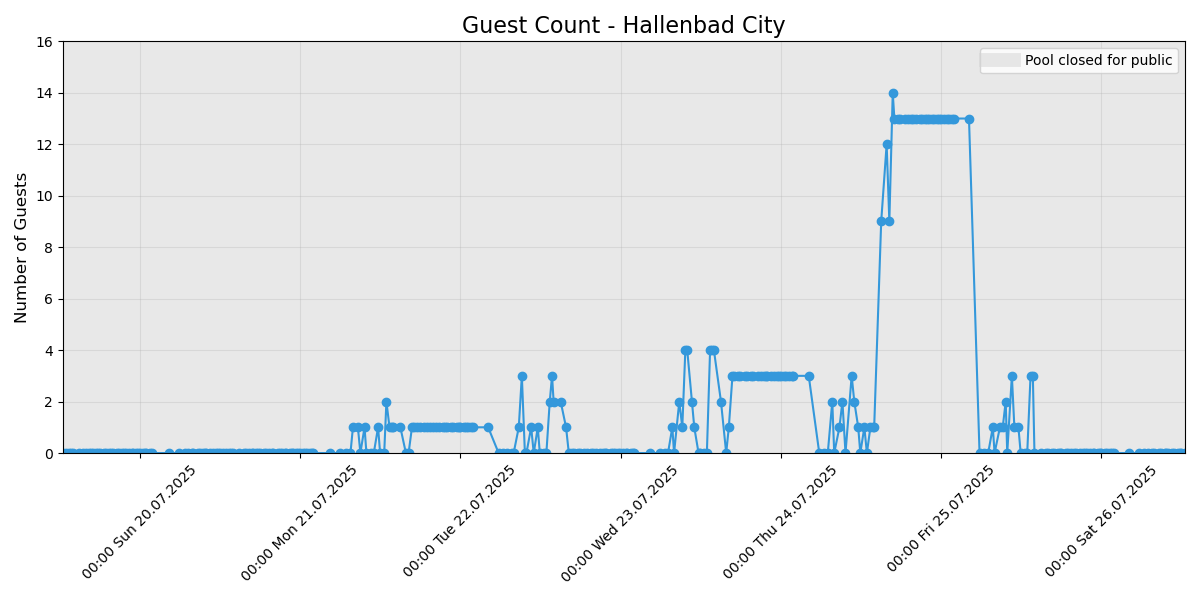 Guest Count - Hallenbad City
Pool closed for public
Number of Guests
16
14
12
10
8
6
4
2
0
00:00 Sun 20.07.2025
00:00 Mon 21.07.2025
00:00 Tue 22.07.2025
00:00 Wed 23.07.2025
00:00 Thu 24.07.2025
00:00 Fri 25.07.2025
00:00 Sat 26.07.2025